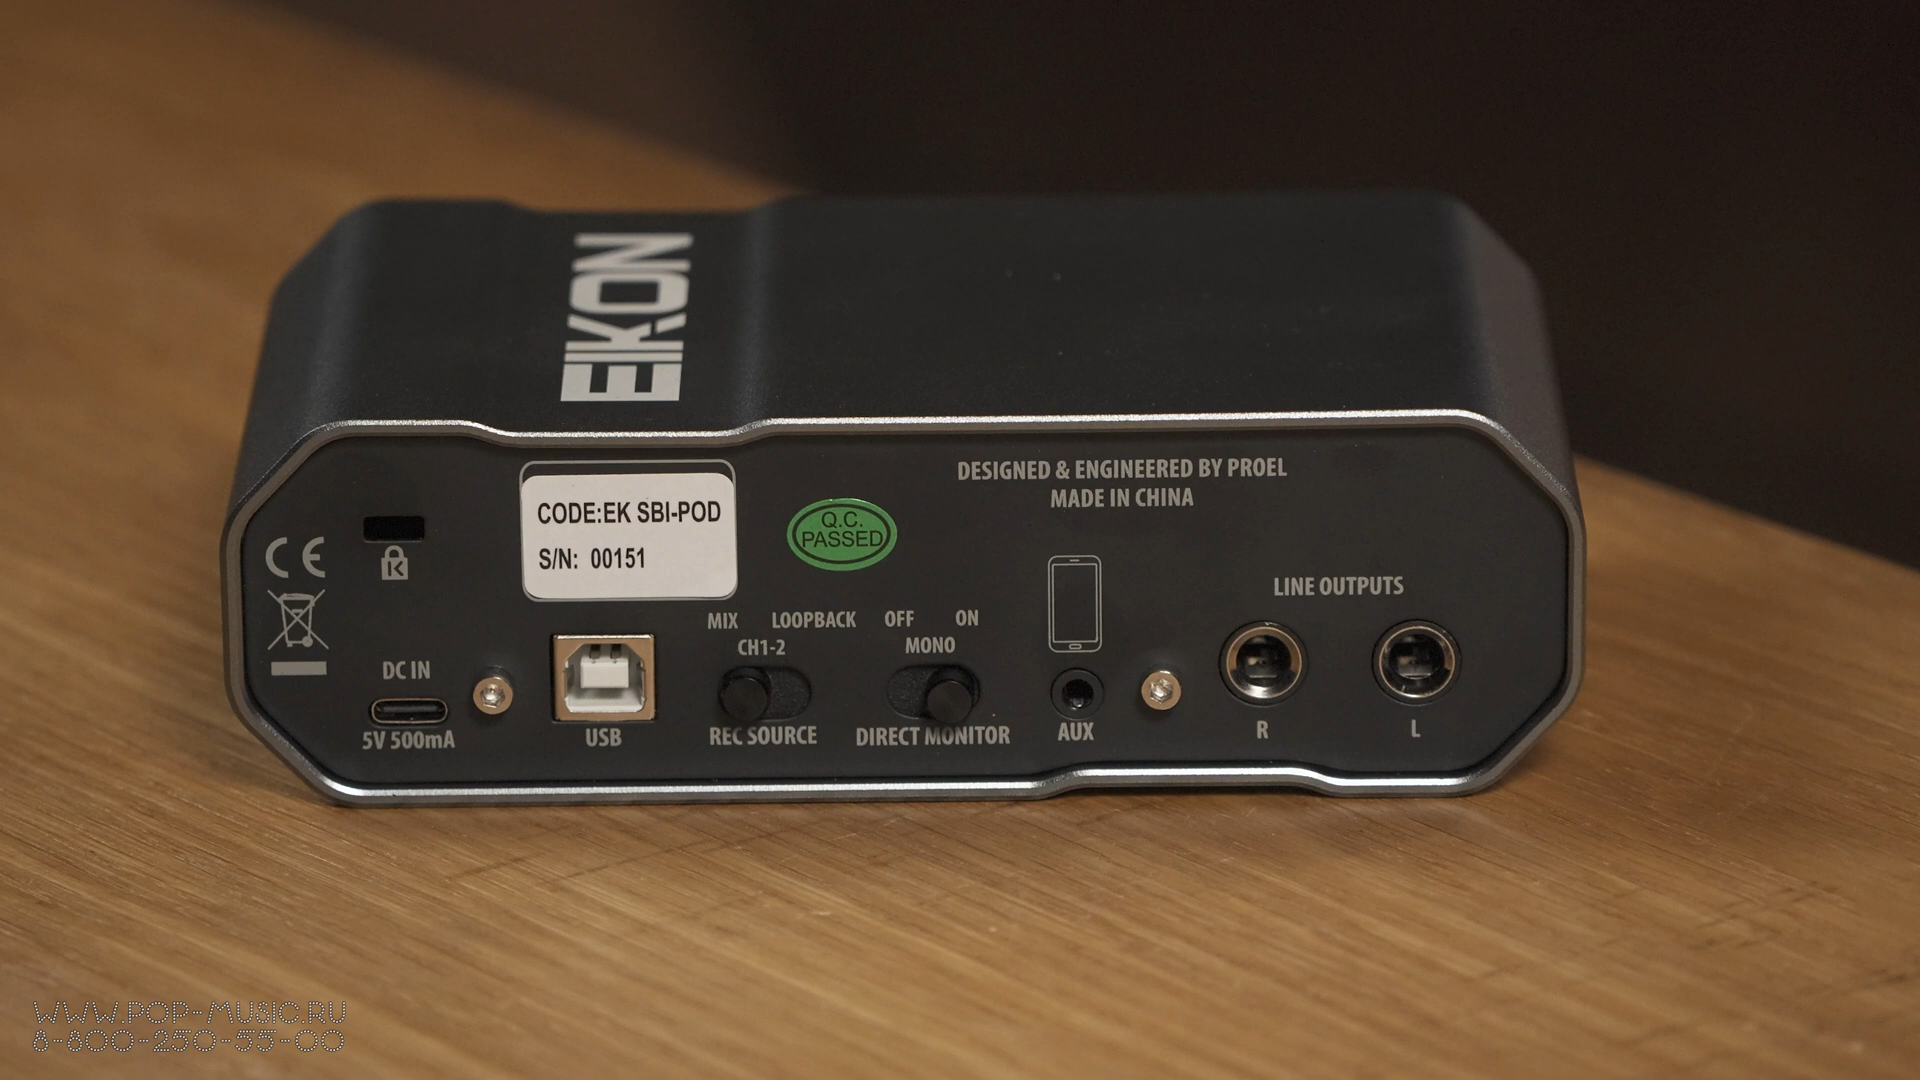 EIKON
DESIGNED & ENGINEERED BY PROEL
MADE IN CHINA
CODE:EK SBI-POD
S/N: 00151
Q.C.
PASSED
CE
K
LINE OUTPUTS
MIX LOOPBACK OFF ON
CH1-2 MONO
DC IN
5V 500mA
USB
REC SOURCE
DIRECT MONITOR
AUX
R
L
WWW.POP-MUSIC.RU
8-800-250-55-00